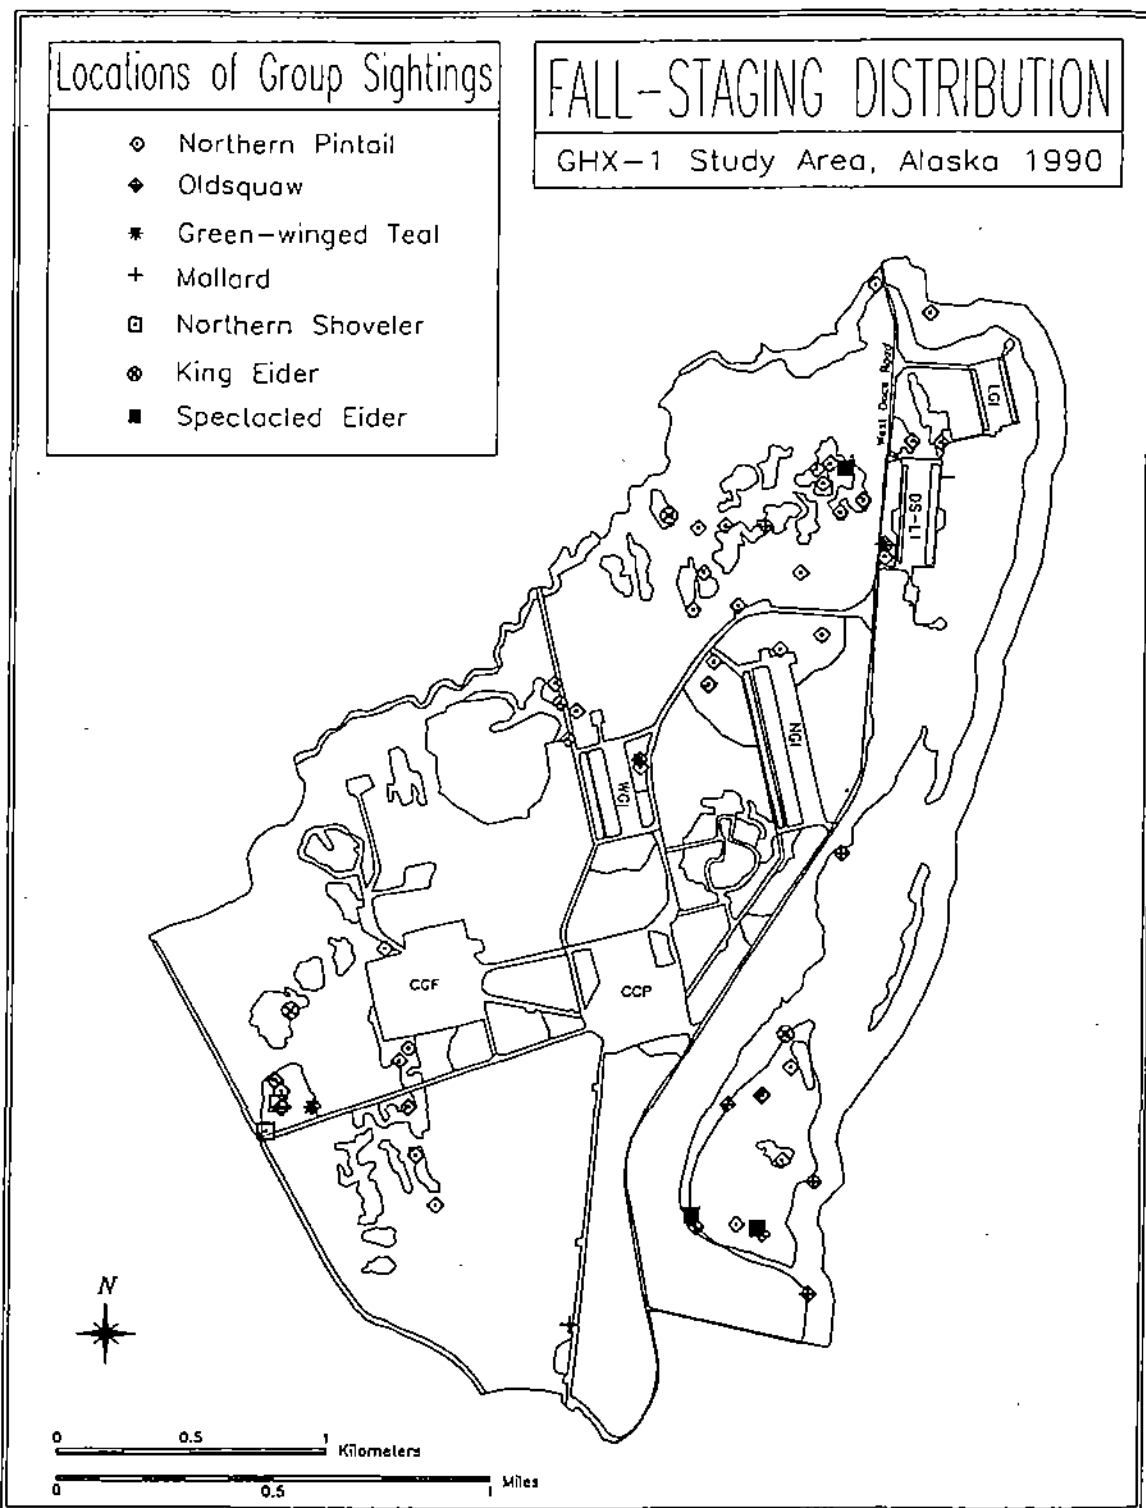 Locations of Group Sightings
Northern Pintail
Oldsquaw
Green-winged Teal
Mallard
Northern Shoveler
King Eider
Spectacled Eider
FALL-STAGING DISTRIBUTION
GHX-1 Study Area, Alaska 1990
West Dock Road
LGI
DS-L1
NGI
WGI
CGF
CCP
N
0 0.5 1
Kilometers
Miles
0 0.5 1